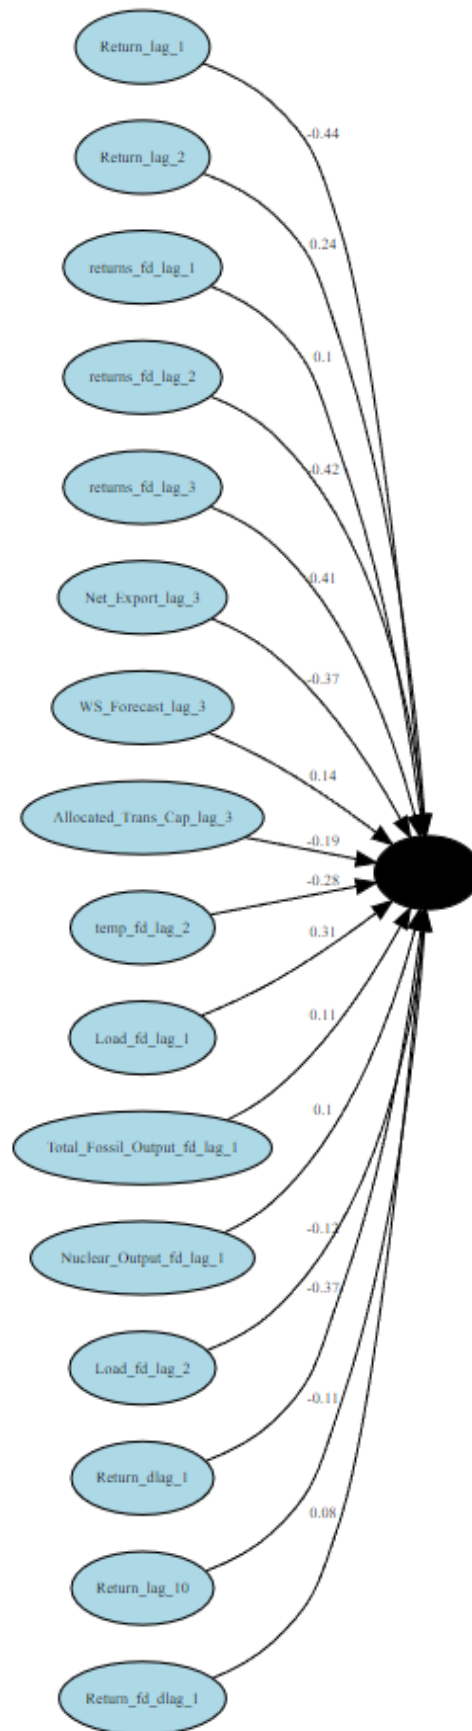 Return_lag_1
-0.44
Return_lag_2
0.24
returns_fd_lag_1
0.1
returns_fd_lag_2
-0.42
returns_fd_lag_3
0.41
Net_Export_lag_3
-0.37
WS_Forecast_lag_3
0.14
Allocated_Trans_Cap_lag_3
-0.19
-0.28
temp_fd_lag_2
0.31
Load_fd_lag_1
0.11
Total_Fossil_Output_fd_lag_1
0.1
Nuclear_Output_fd_lag_1
-0.12
-0.37
Load_fd_lag_2
-0.11
Return_dlag_1
0.08
Return_lag_10
Return_fd_dlag_1